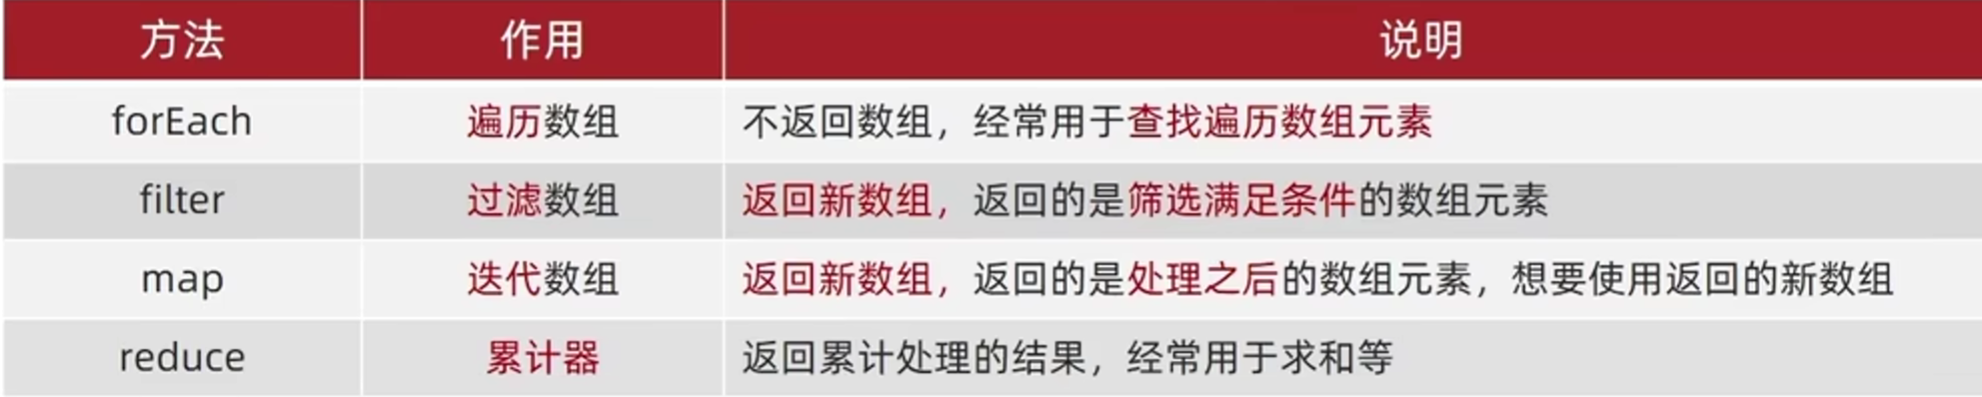 方法 作用 说明
forEach 遍历数组 不返回数组，经常用于查找遍历数组元素
filter 过滤数组 返回新数组，返回的是筛选满足条件的数组元素
map 迭代数组 返回新数组，返回的是处理之后的数组元素，想要使用返回的新数组
reduce 累计器 返回累计处理的结果，经常用于求和等